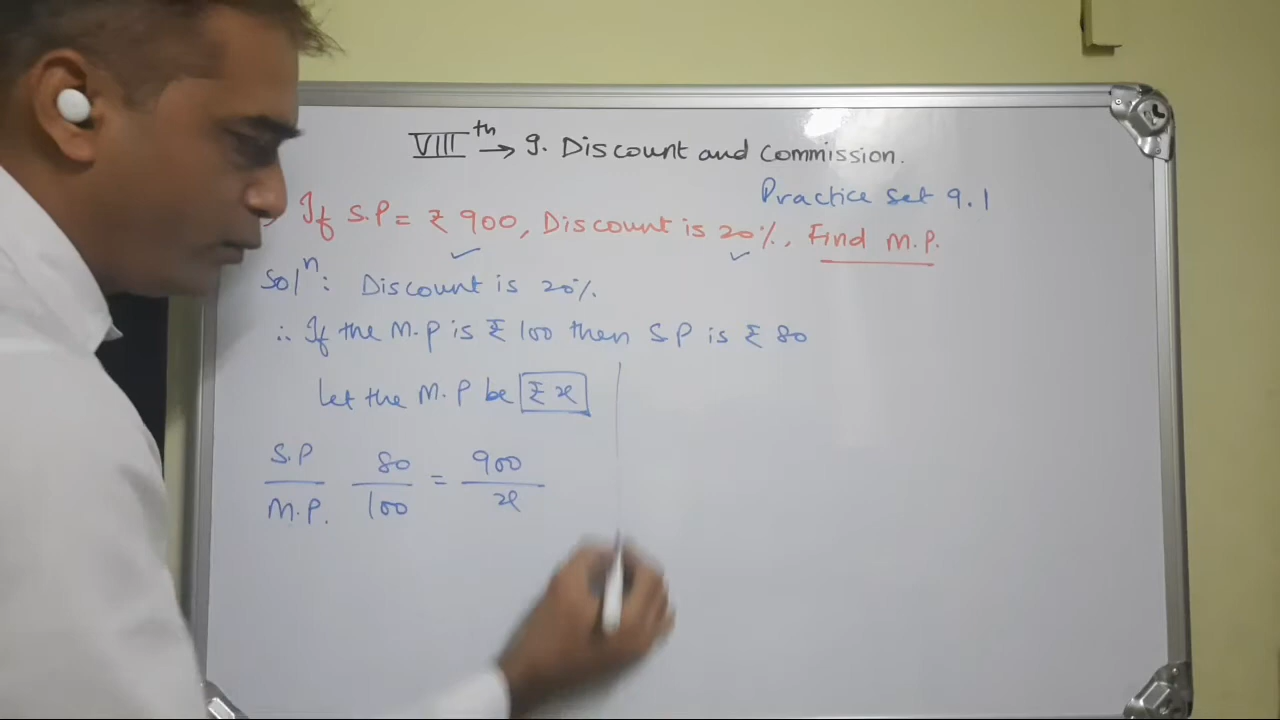 VIIIth → 9. Discount and commission.
Practice set 9.1
If S.P = ₹ 900, Discount is 20%, Find M.P.
Solⁿ: Discount is 20%.
∴ If the M.P is ₹ 100 then S P is ₹ 80
Let the M.P be ₹ x
S.P 80 = 900
M.P. 100 x